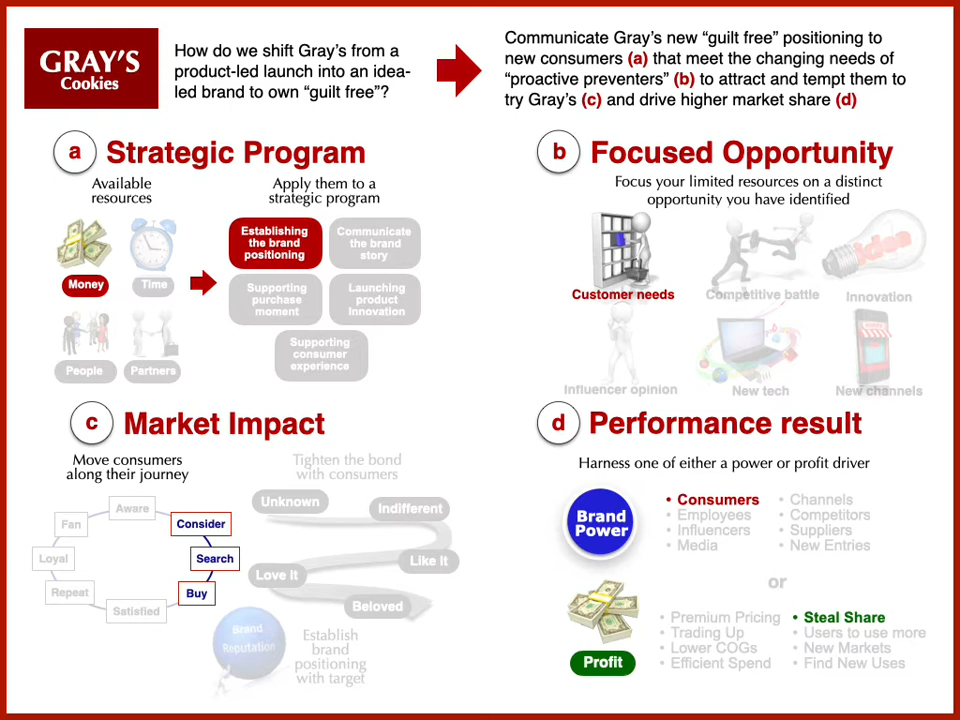 GRAY'S
Cookies
How do we shift Gray's from a
product-led launch into an idea-
led brand to own "guilt free"?
Communicate Gray's new "guilt free" positioning to
new consumers (a) that meet the changing needs of
"proactive preventers" (b) to attract and tempt them to
try Gray's (c) and drive higher market share (d)
a Strategic Program
Available
resources
Apply them to a
strategic program
Money
Time
People
Partners
Establishing
the brand
positioning
Communicate
the brand
story
Supporting
purchase
moment
Launching
product
Innovation
Supporting
consumer
experience
b Focused Opportunity
Focus your limited resources on a distinct
opportunity you have identified
idea
Customer needs
Competitive battle
Innovation
Influencer opinion
New tech
New channels
c Market Impact
Move consumers
along their journey
Aware
Fan
Consider
Loyal
Search
Repeat
Buy
Satisfied
Tighten the bond
with consumers
Unknown
Indifferent
Like It
Love It
Beloved
Brand
Reputation
Establish
brand
positioning
with target
d Performance result
Harness one of either a power or profit driver
Brand
Power
• Consumers
• Employees
• Influencers
• Media
• Channels
• Competitors
• Suppliers
• New Entries
or
Profit
• Premium Pricing
• Trading Up
• Lower COGs
• Efficient Spend
• Steal Share
• Users to use more
• New Markets
• Find New Uses